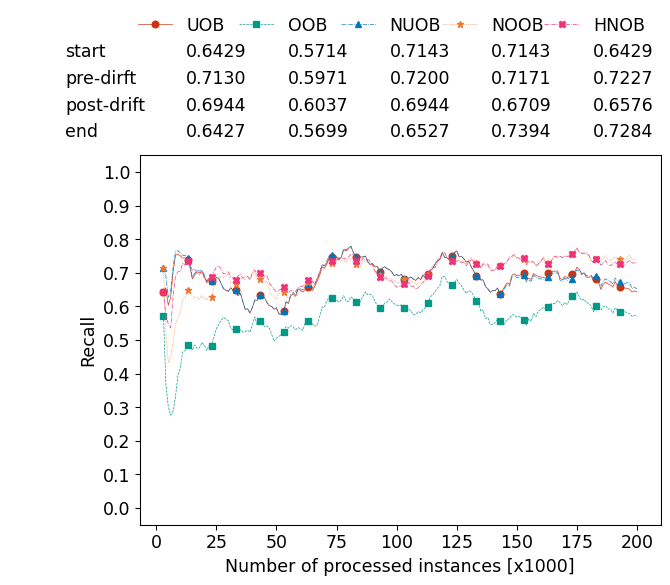 UOB OOB NUOB NOOB HNOB
start 0.6429 0.5714 0.7143 0.7143 0.6429
pre-dirft 0.7130 0.5971 0.7200 0.7171 0.7227
post-drift 0.6944 0.6037 0.6944 0.6709 0.6576
end 0.6427 0.5699 0.6527 0.7394 0.7284
1.0
0.9
0.8
0.7
0.6
0.5
0.4
0.3
0.2
0.1
0.0
Recall
0 25 50 75 100 125 150 175 200
Number of processed instances [x1000]